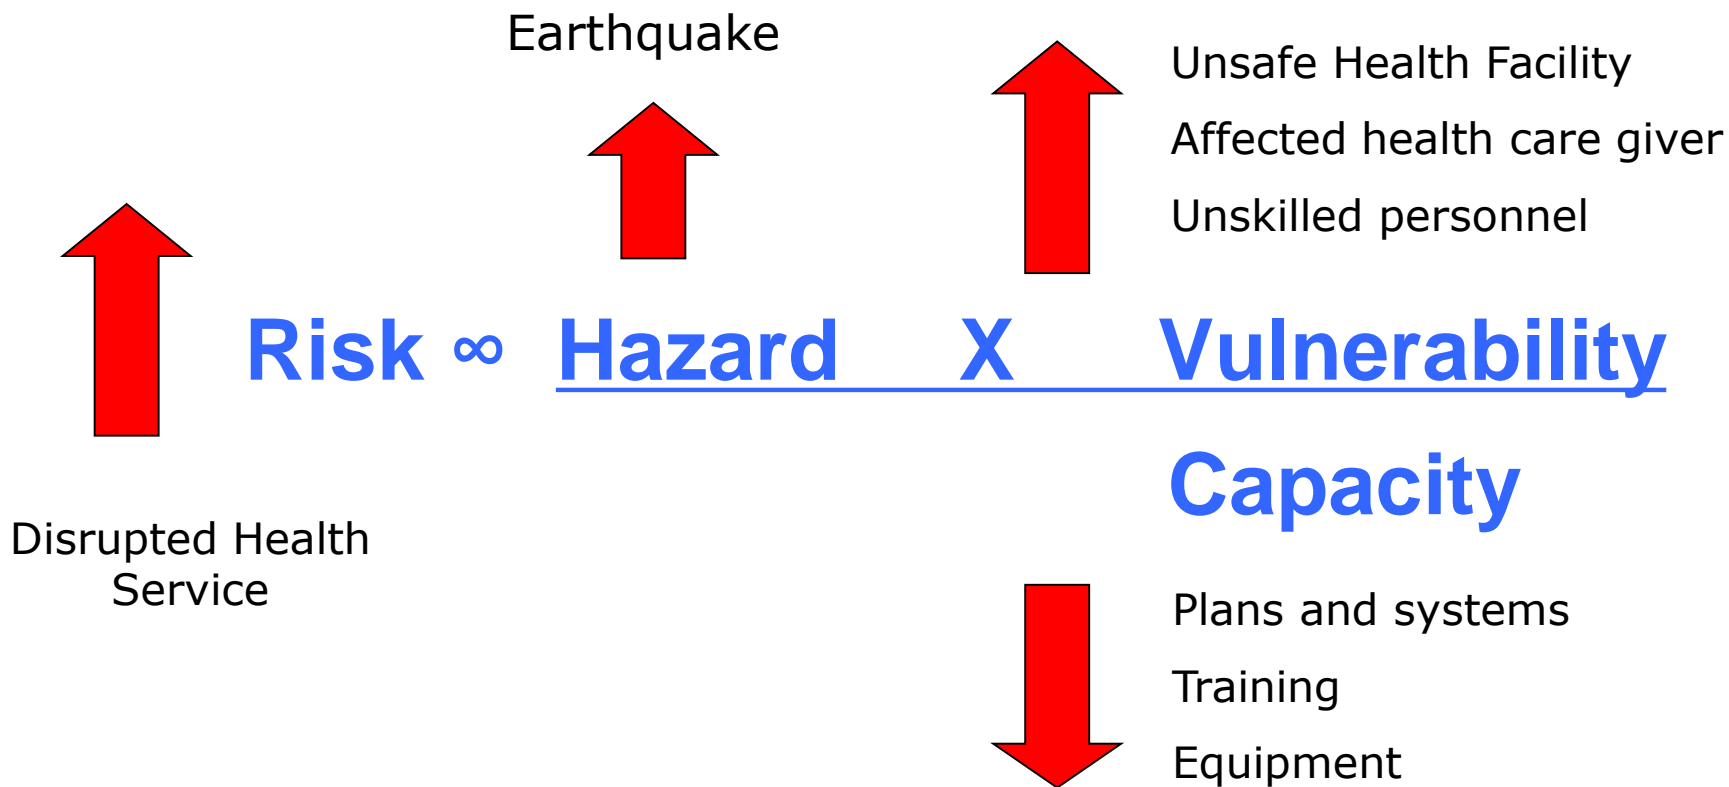 Earthquake
Unsafe Health Facility
Affected health care giver
Unskilled personnel
Risk ∞ Hazard X Vulnerability
Capacity
Disrupted Health
Service
Plans and systems
Training
Equipment